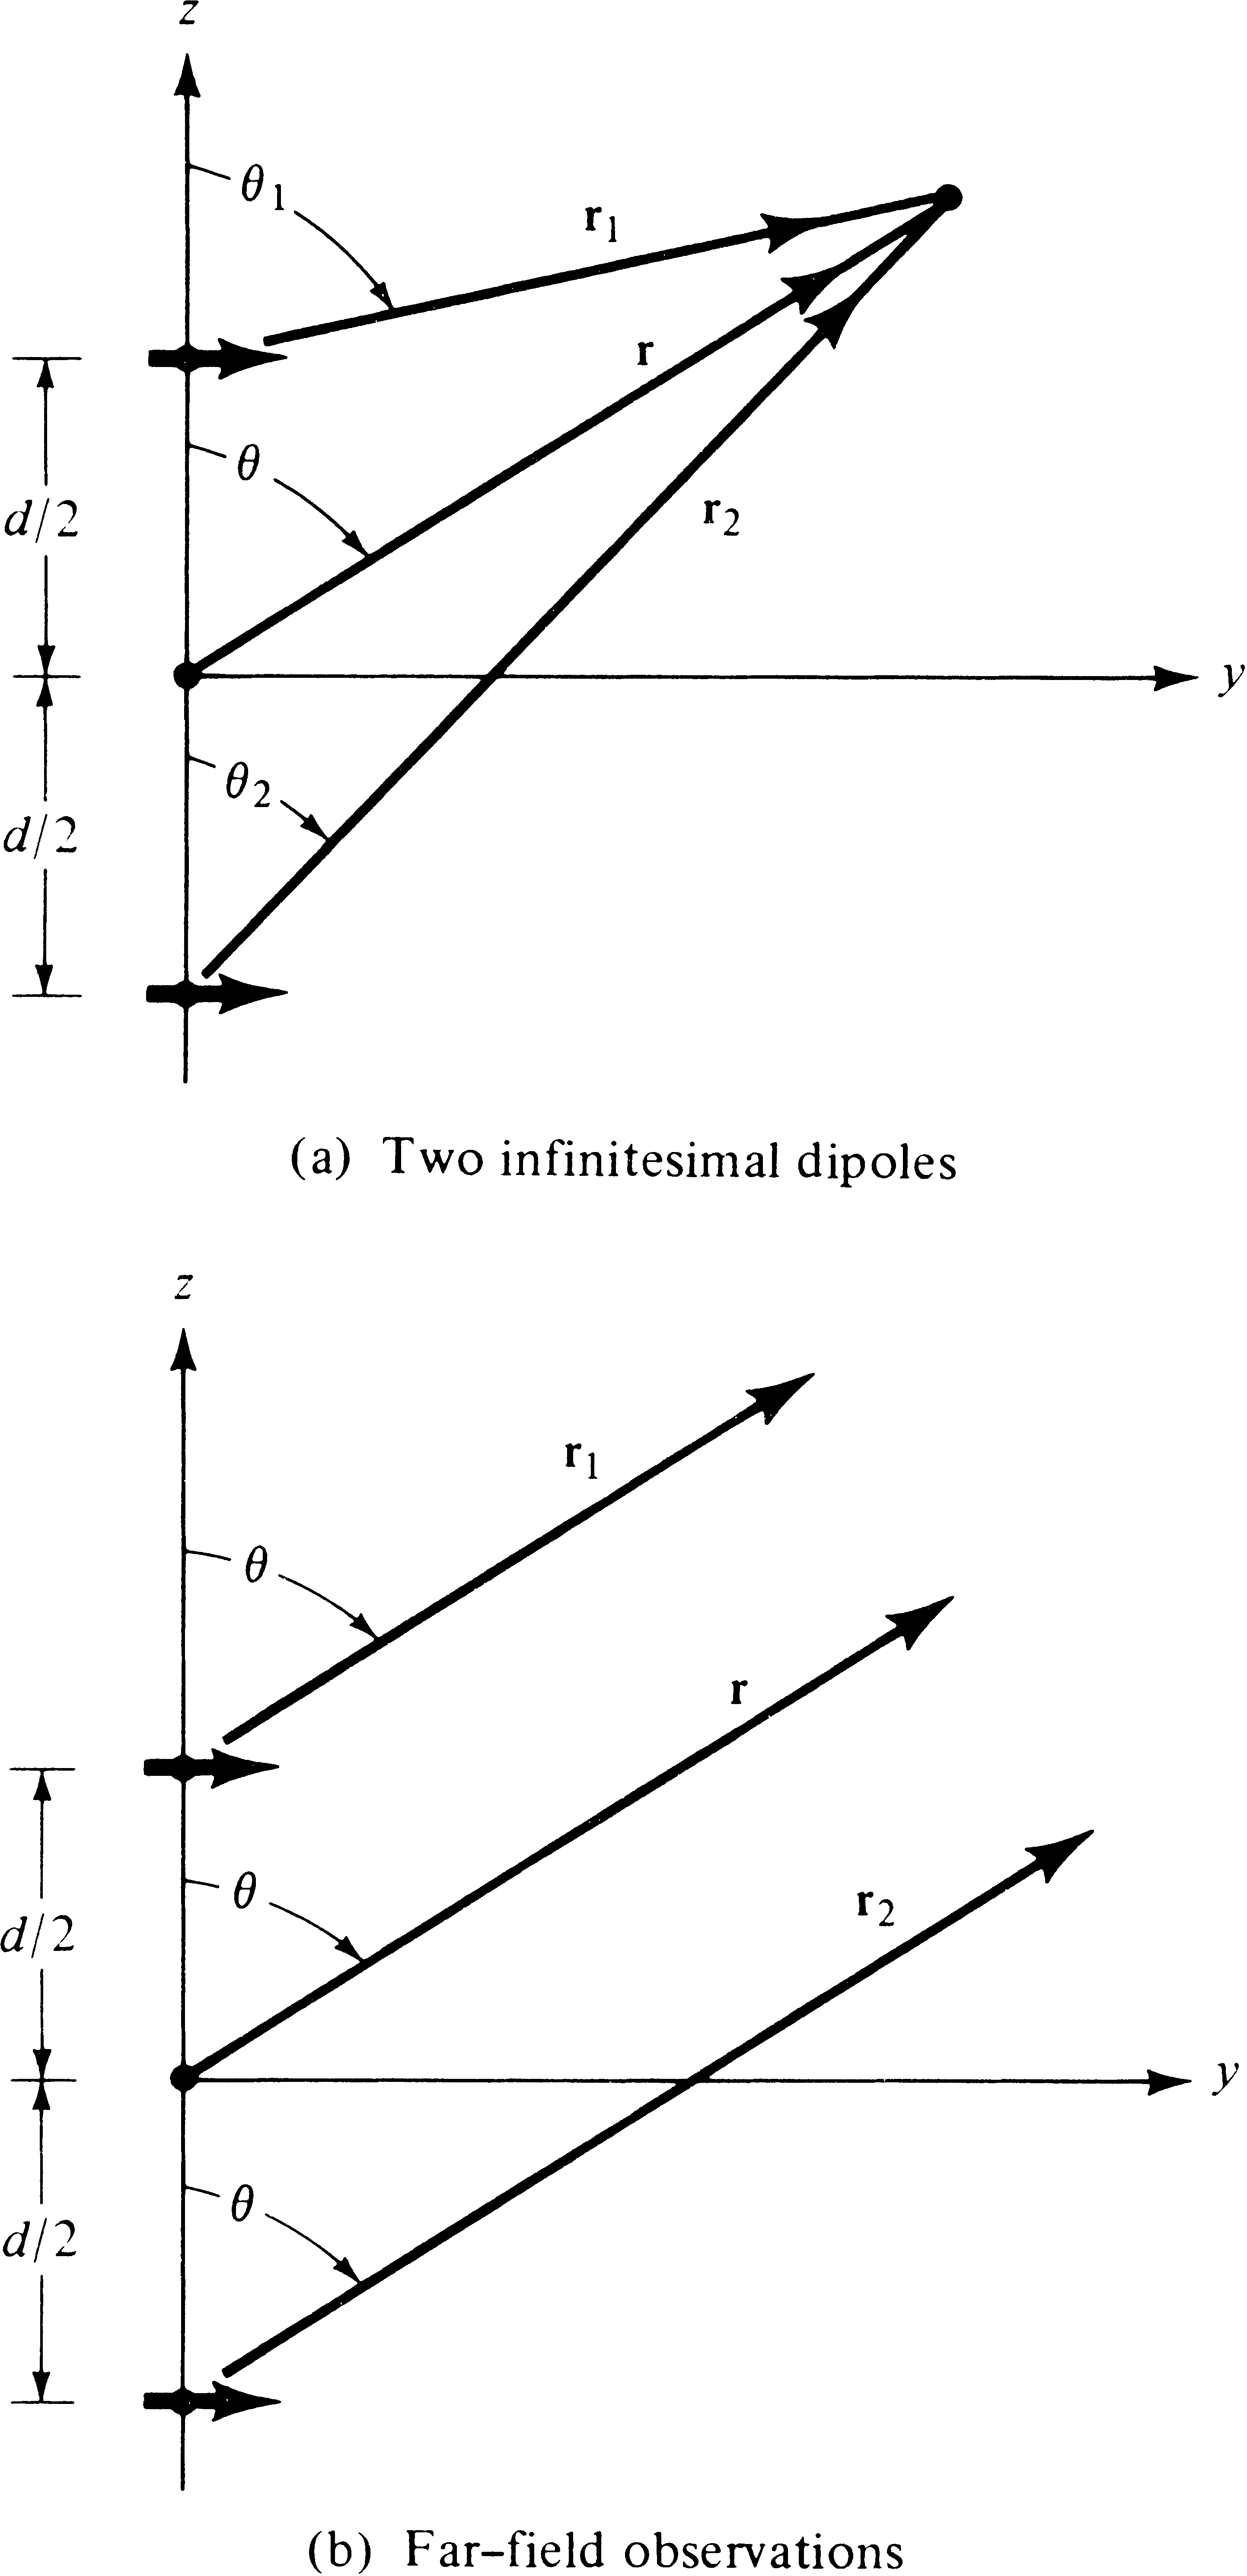 z
θ1
r1
r
θ
d/2
r2
y
θ2
d/2
(a) Two infinitesimal dipoles
z
r1
θ
r
θ
r2
d/2
y
θ
d/2
(b) Far-field observations